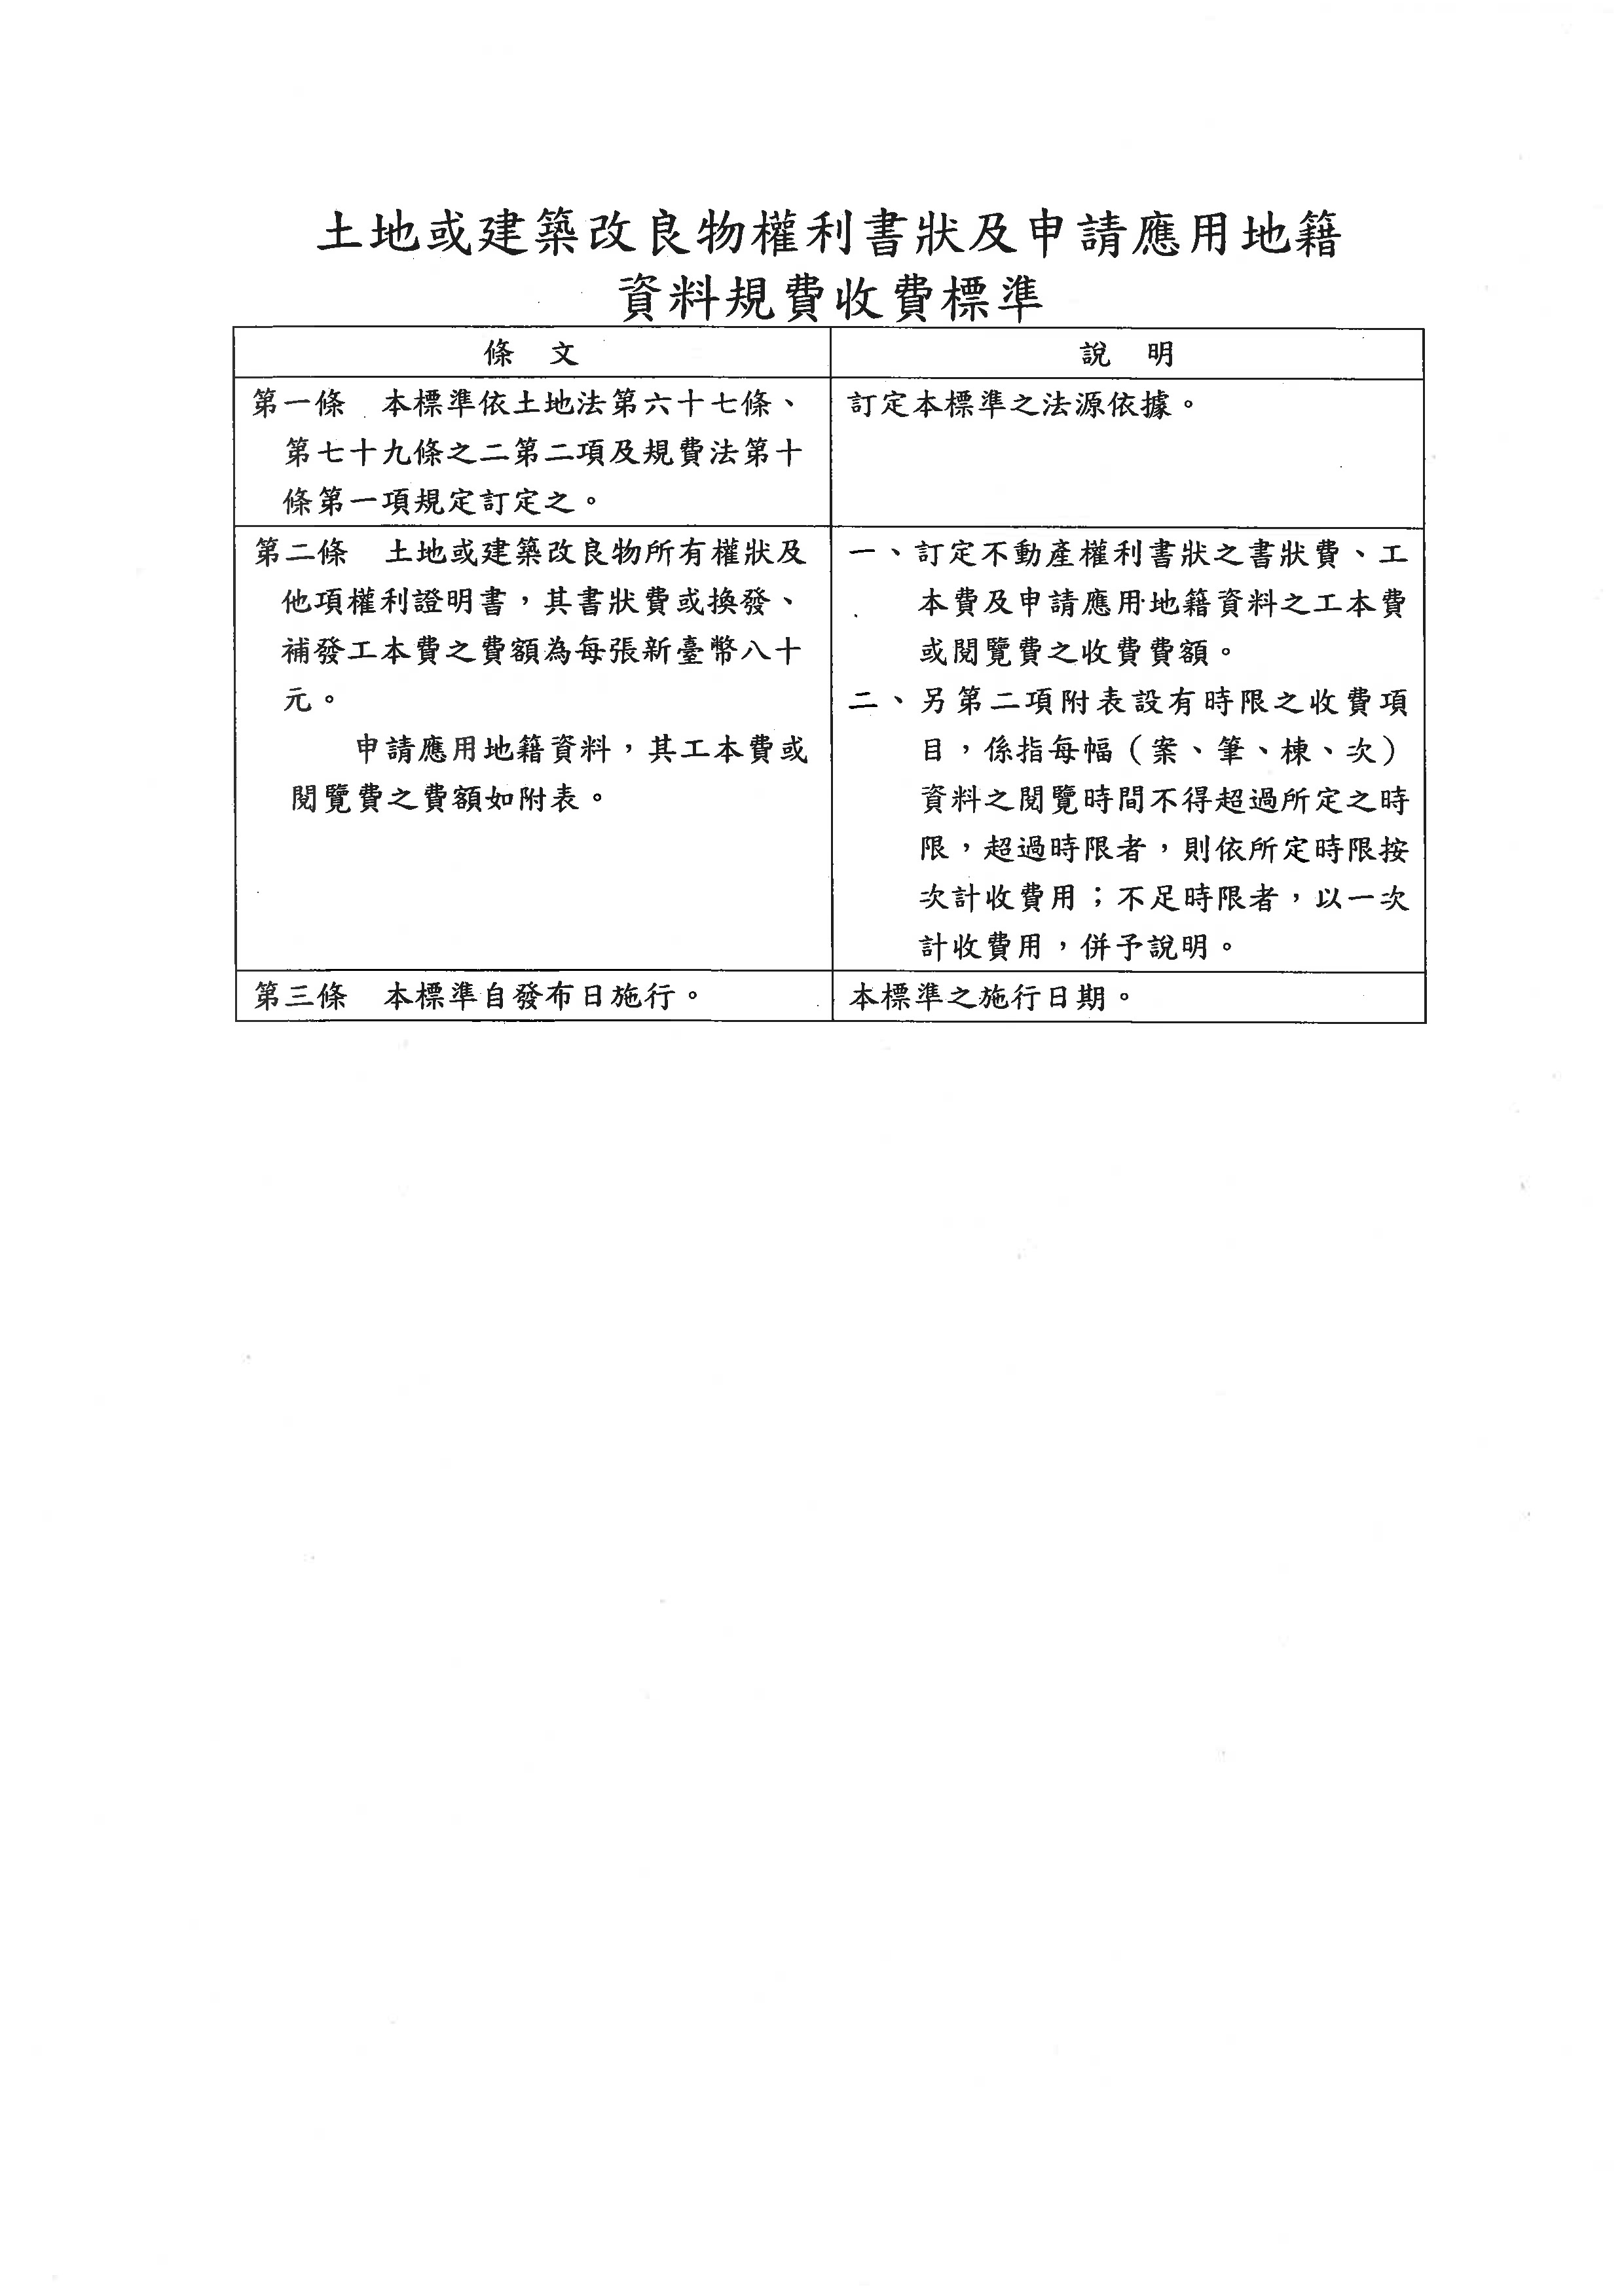 土地或建築改良物權利書狀及申請應用地籍
資料規費收費標準
條 文
說 明
第一條 本標準依土地法第六十七條、
第七十九條之二第二項及規費法第十
條第一項規定訂定之。
訂定本標準之法源依據。
第二條 土地或建築改良物所有權狀及
他項權利證明書，其書狀費或換發、
補發工本費之費額為每張新臺幣八十
元。
申請應用地籍資料，其工本費或
閱覽費之費額如附表。
一、訂定不動產權利書狀之書狀費、工
本費及申請應用地籍資料之工本費
或閱覽費之收費費額。
二、另第二項附表設有時限之收費項
目，係指每幅（案、筆、棟、次）
資料之閱覽時間不得超過所定之時
限，超過時限者，則依所定時限按
次計收費用；不足時限者，以一次
計收費用，併予說明。
第三條 本標準自發布日施行。
本標準之施行日期。